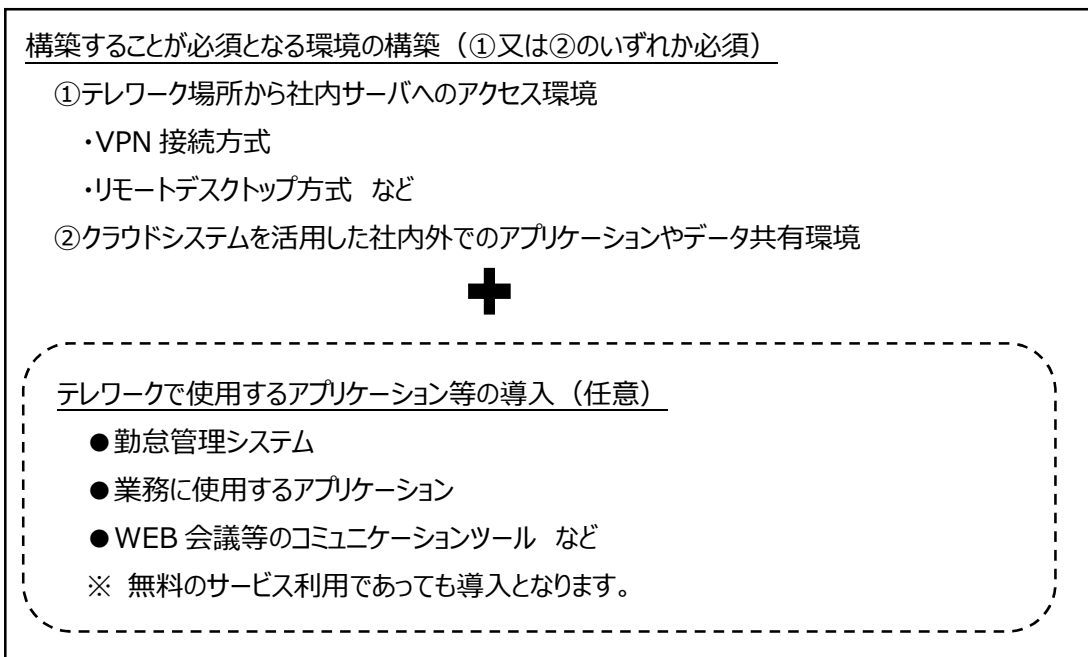 構築することが必須となる環境の構築（①又は②のいずれか必須）
①テレワーク場所から社内サーバへのアクセス環境
・VPN 接続方式
・リモートデスクトップ方式 など
②クラウドシステムを活用した社内外でのアプリケーションやデータ共有環境
テレワークで使用するアプリケーション等の導入（任意）
●勤怠管理システム
●業務に使用するアプリケーション
●WEB 会議等のコミュニケーションツール など
※ 無料のサービス利用であっても導入となります。